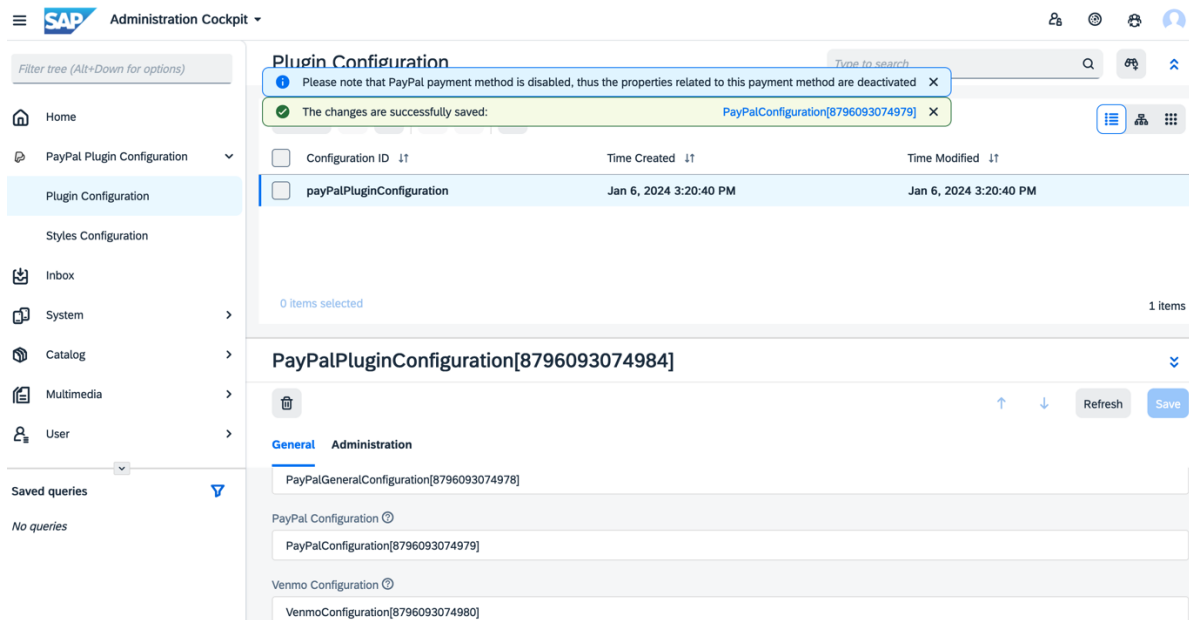 SAP Administration Cockpit
Filter tree (Alt+Down for options)
Home
PayPal Plugin Configuration
Plugin Configuration
Styles Configuration
Inbox
System
Catalog
Multimedia
User
Saved queries
No queries
Plugin Configuration
Type to search
Please note that PayPal payment method is disabled, thus the properties related to this payment method are deactivated
The changes are successfully saved: PayPalConfiguration[8796093074979]
Configuration ID Time Created Time Modified
payPalPluginConfiguration Jan 6, 2024 3:20:40 PM Jan 6, 2024 3:20:40 PM
0 items selected
1 items
PayPalPluginConfiguration[8796093074984]
Refresh Save
General Administration
PayPalGeneralConfiguration[8796093074978]
PayPal Configuration
PayPalConfiguration[8796093074979]
Venmo Configuration
VenmoConfiguration[8796093074980]